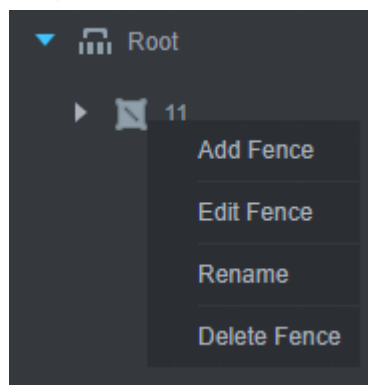 Root
11
Add Fence
Edit Fence
Rename
Delete Fence